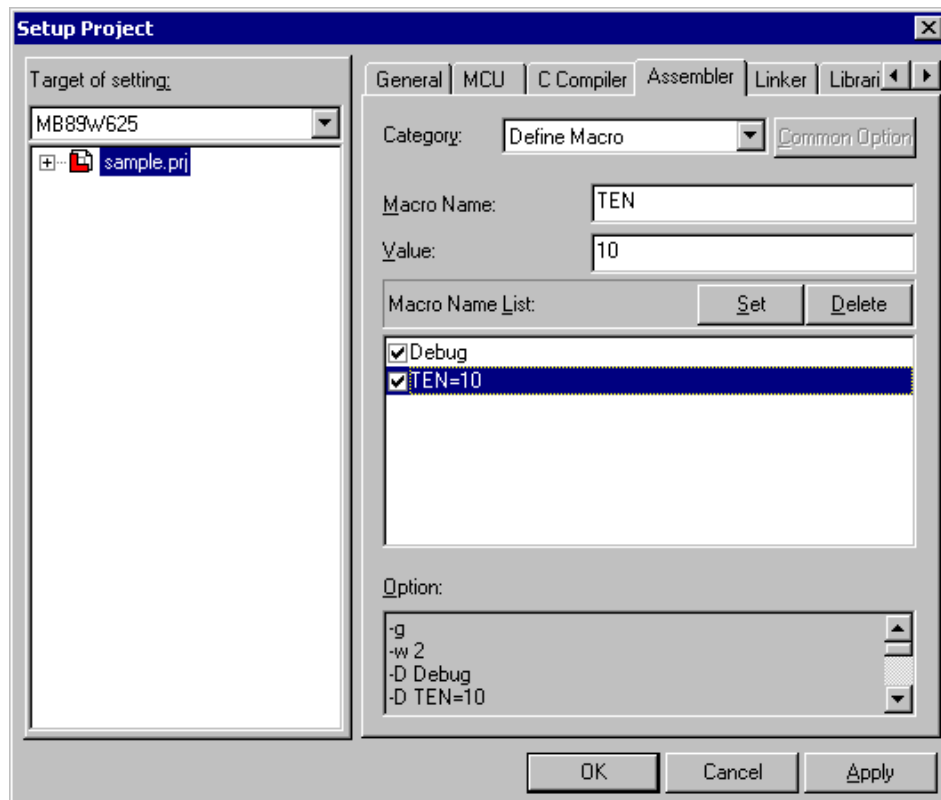 Setup Project
Target of setting:
MB89W625
sample.prj
General MCU C Compiler Assembler Linker Librari
Category: Define Macro Common Option
Macro Name: TEN
Value: 10
Macro Name List: Set Delete
Debug
TEN=10
Option:
-g
-w 2
-D Debug
-D TEN=10
OK Cancel Apply